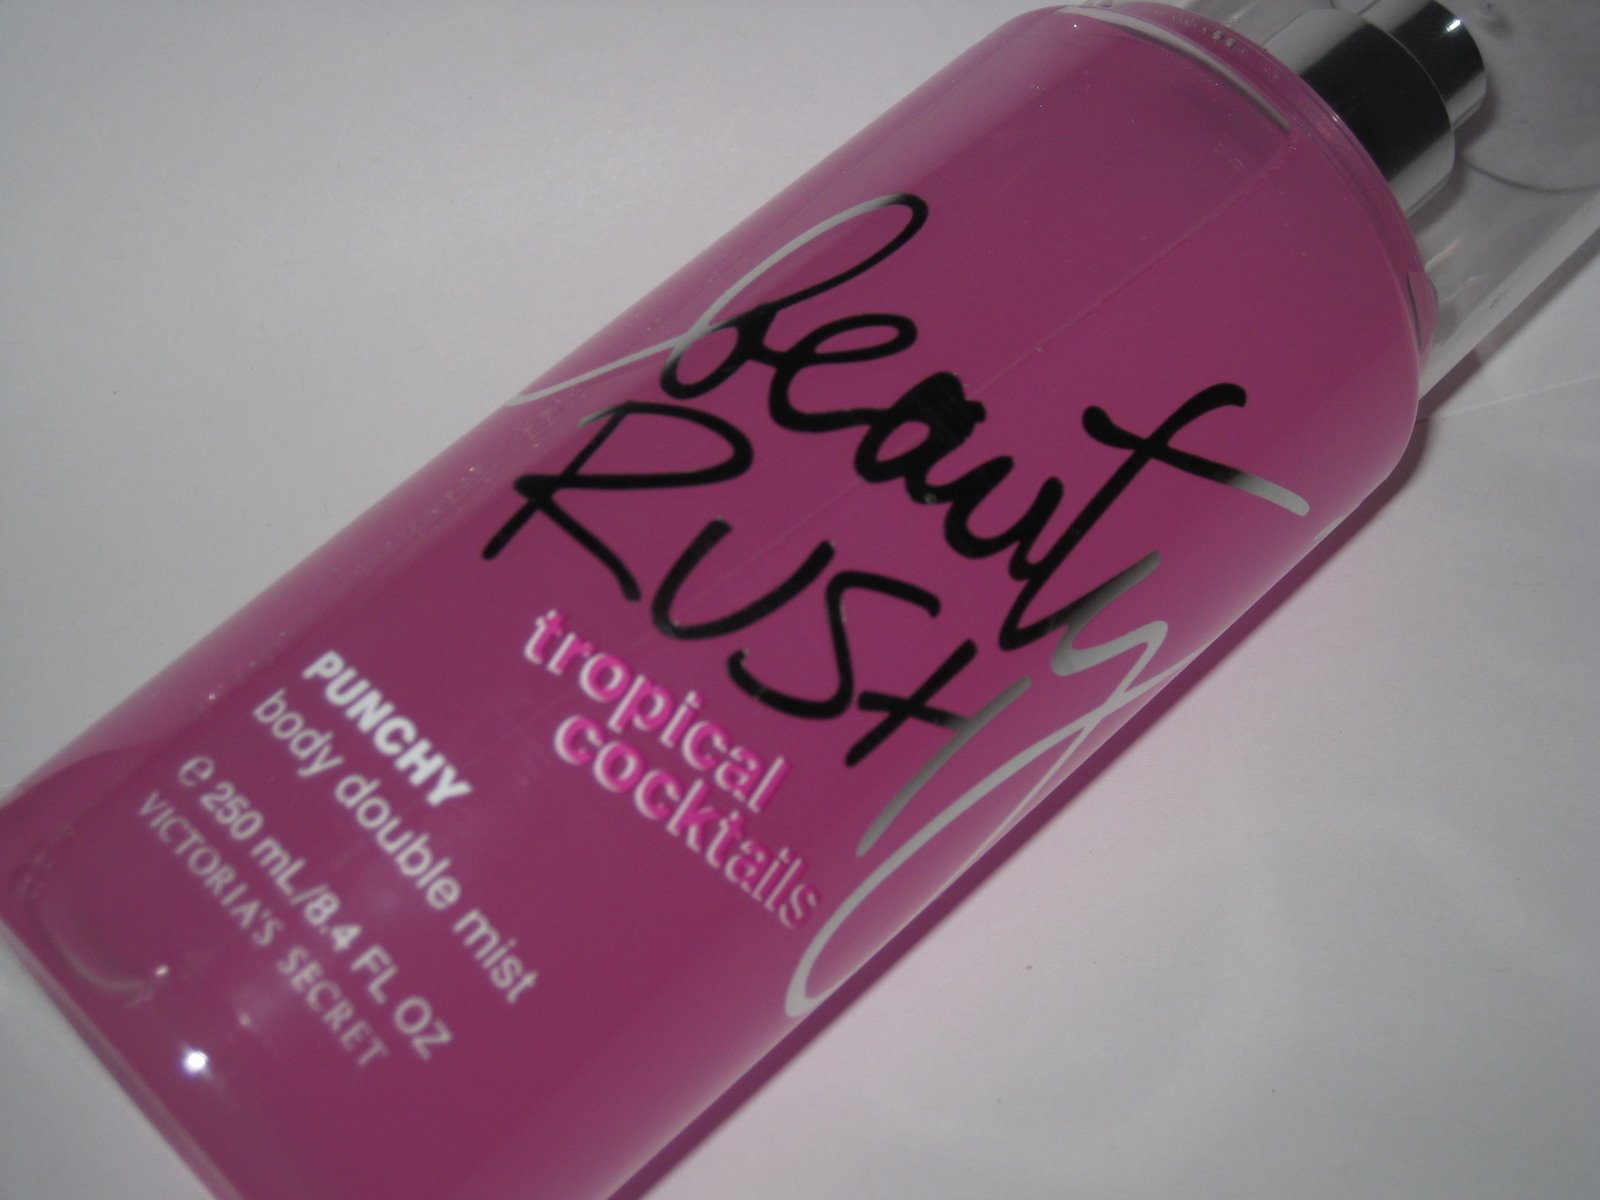 beauty
RUSH
tropical
cocktails
PUNCHY
body double mist
e 250 mL/8.4 FL OZ
VICTORIA'S SECRET